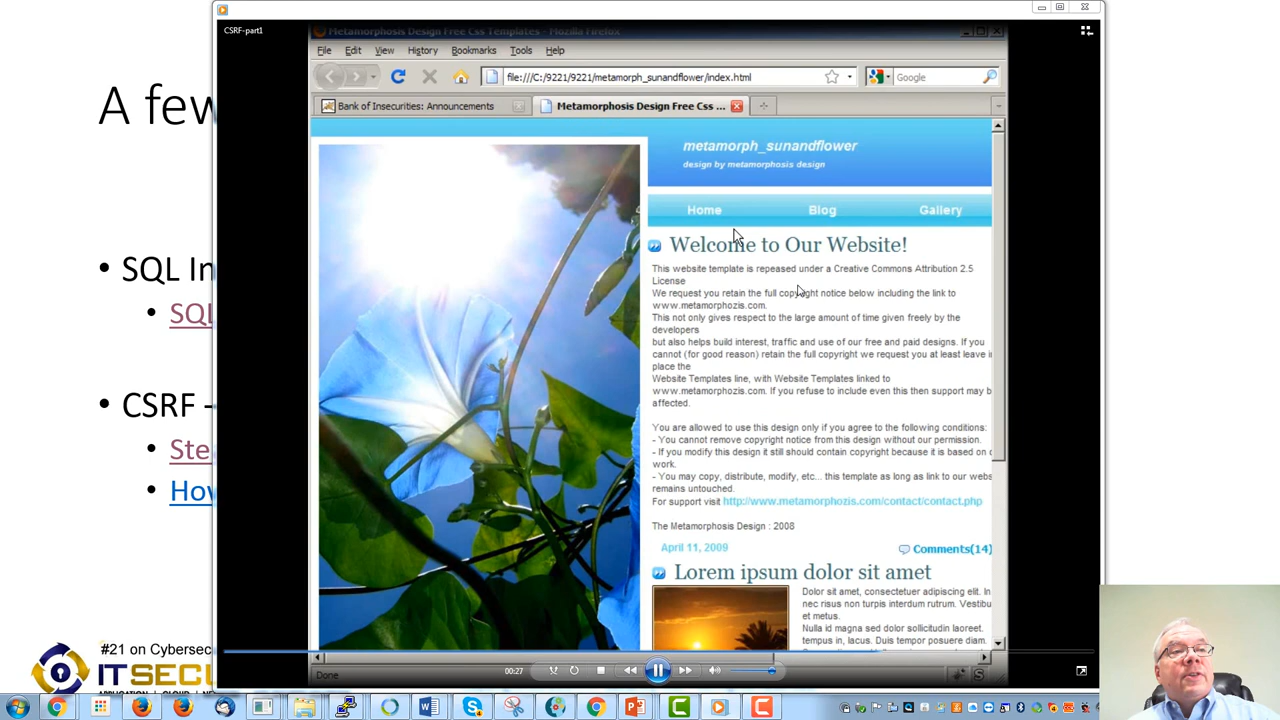 CSRF-part1
Metamorphosis Design Free Css Templates - Mozilla Firefox
File Edit View History Bookmarks Tools Help
file:///C:/9221/9221/metamorph_sunandflower/index.html
Google
Bank of Insecurities: Announcements
Metamorphosis Design Free Css ...
A few
metamorph_sunandflower
design by metamorphosis design
Home Blog Gallery
Welcome to Our Website!
This website template is repeased under a Creative Commons Attribution 2.5
License
We request you retain the full copyright notice below including the link to
www.metamorphozis.com.
This not only gives respect to the large amount of time given freely by the
developers
but also helps build interest, traffic and use of our free and paid designs. If you
cannot (for good reason) retain the full copyright we request you at least leave i
place the
Website Templates line, with Website Templates linked to
www.metamorphozis.com. If you refuse to include even this then support may b
affected.
You are allowed to use this design only if you agree to the following conditions:
- You cannot remove copyright notice from this design without our permission.
- If you modify this design it still should contain copyright because it is based on
work.
- You may copy, distribute, modify, etc... this template as long as link to our webs
remains untouched.
For support visit http://www.metamorphozis.com/contact/contact.php
The Metamorphosis Design : 2008
April 11, 2009
Comments(14)
Lorem ipsum dolor sit amet
Dolor sit amet, consectetuer adipiscing elit. In
nec risus non turpis interdum rutrum. Vestibu
et metus.
Nulla id magna sed dolor sollicitudin laoreet.
tempus in, lacus. Duis tempor posuere diam.
• SQL In
• SQL
• CSRF -
• Ste
• How
Done
00:27
#21 on Cybersec
ITSECU